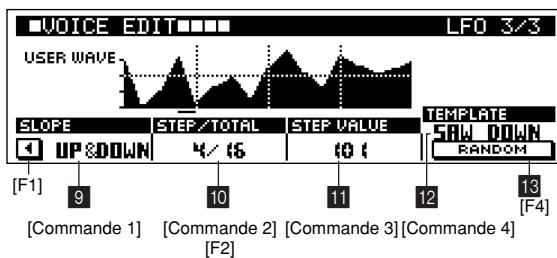 ■VOICE EDIT■■■■ LFO 3/3
USER WAVE
TEMPLATE
SLOPE STEP/TOTAL STEP VALUE SAW DOWN
UP&DOWN 4/16 101 RANDOM
[F1] 9 10 11 12 13
[F4]
[Commande 1] [Commande 2] [Commande 3] [Commande 4]
[F2]